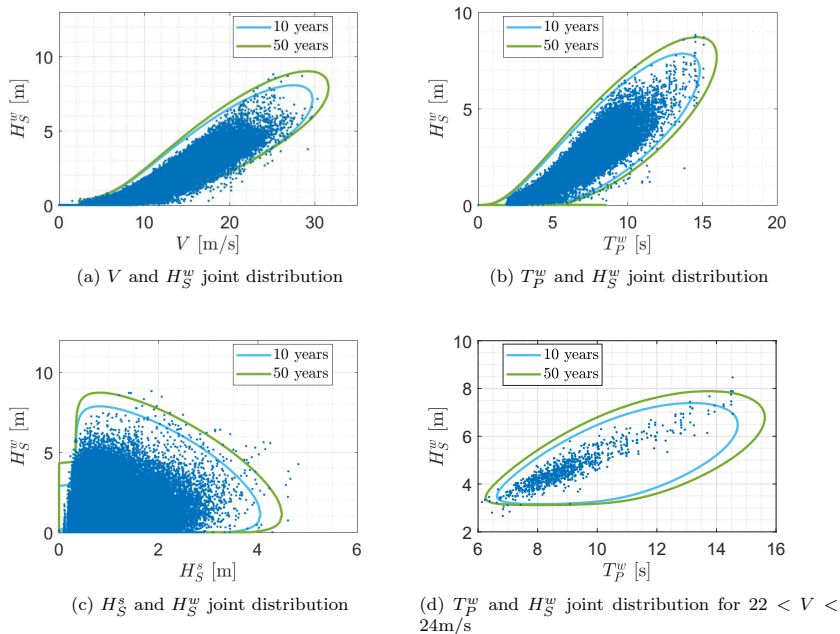 10 years
50 years
$H_S^w$ [m]
10
5
0
0 10 20 30
$V$ [m/s]
(a) $V$ and $H_S^w$ joint distribution
10 years
50 years
$H_S^w$ [m]
10
5
0
0 5 10 15 20
$T_P^w$ [s]
(b) $T_P^w$ and $H_S^w$ joint distribution
10 years
50 years
$H_S^w$ [m]
10
5
0
0 2 4 6
$H_S^s$ [m]
(c) $H_S^s$ and $H_S^w$ joint distribution
10 years
50 years
$H_S^w$ [m]
10
8
6
4
2
6 8 10 12 14 16
$T_P^w$ [s]
(d) $T_P^w$ and $H_S^w$ joint distribution for 22 < $V$ <
24m/s